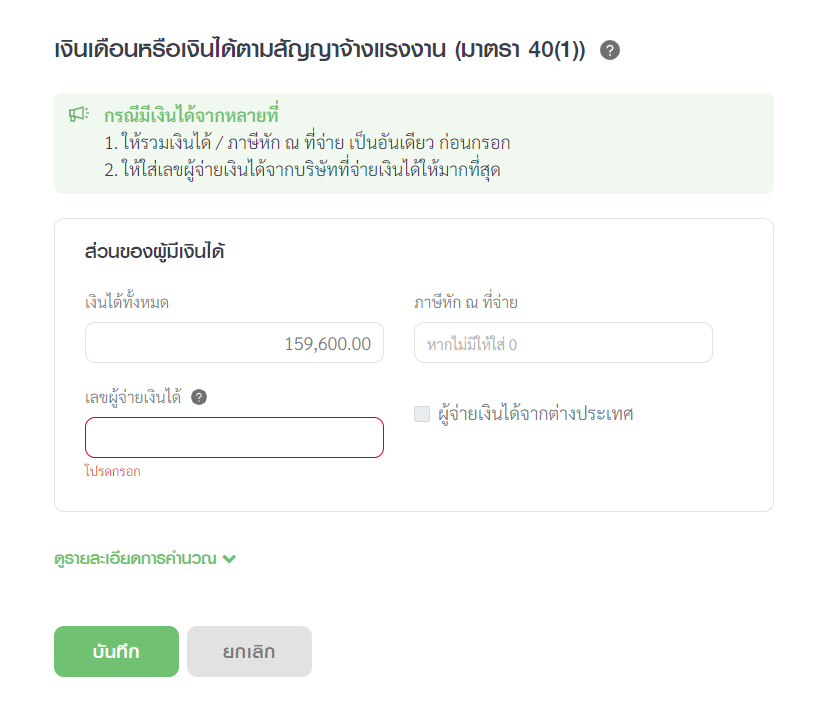 เงินเดือนหรือเงินได้ตามสัญญาจ้างแรงงาน (มาตรา 40(1)) ?
กรณีมีเงินได้จากหลายที่
1. ให้รวมเงินได้ / ภาษีหัก ณ ที่จ่าย เป็นอันเดียว ก่อนกรอก
2. ให้ใส่เลขผู้จ่ายเงินได้จากบริษัทที่จ่ายเงินได้ให้มากที่สุด
ส่วนของผู้มีเงินได้
เงินได้ทั้งหมด
ภาษีหัก ณ ที่จ่าย
159,600.00
หากไม่มีให้ใส่ 0
เลขผู้จ่ายเงินได้ ?
ผู้จ่ายเงินได้จากต่างประเทศ
โปรดกรอก
ดูรายละเอียดการคำนวณ
บันทึก
ยกเลิก